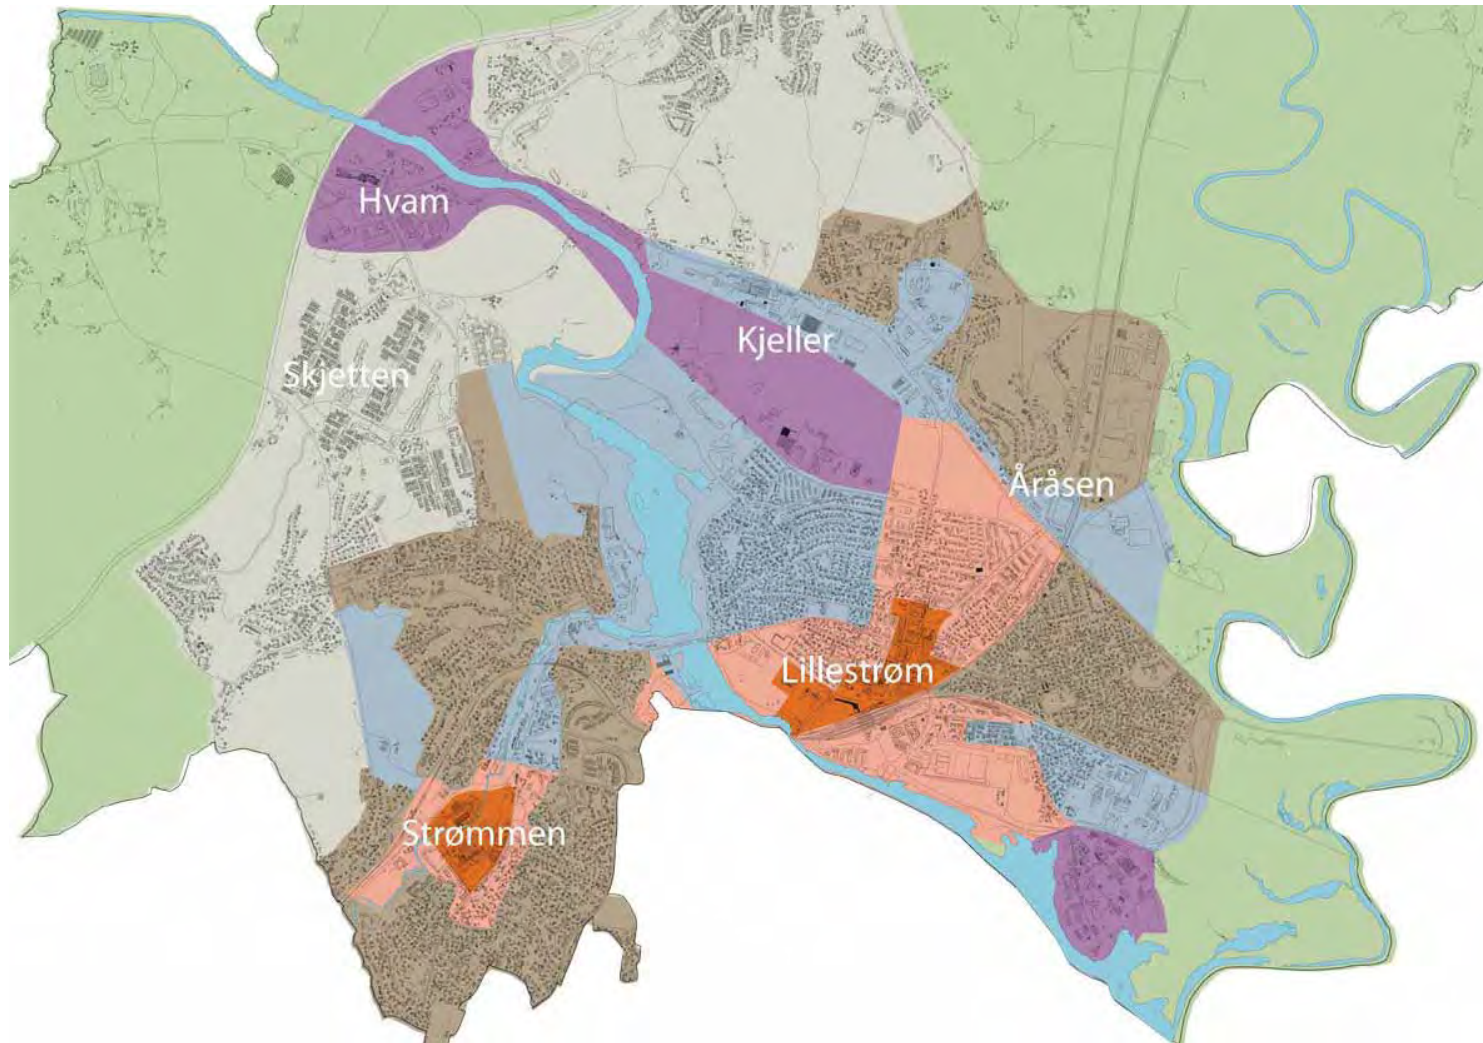 Hvam
Kjeller
Skjetten
Åråsen
Lillestrøm
Strømmen